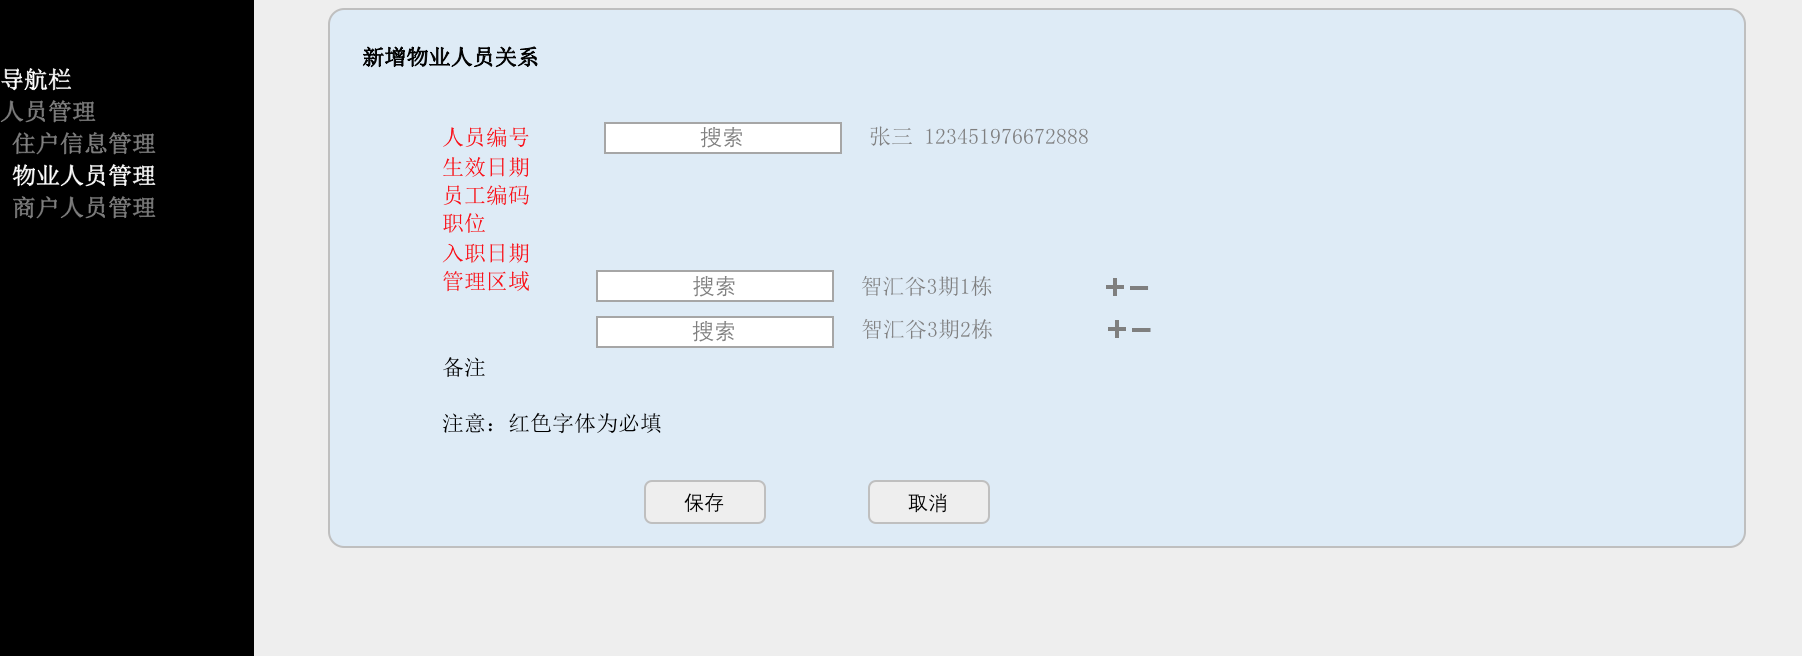 导航栏
人员管理
住户信息管理
物业人员管理
商户人员管理
新增物业人员关系
人员编号 搜索 张三 123451976672888
生效日期
员工编码
职位
入职日期
管理区域 搜索 智汇谷3期1栋
搜索 智汇谷3期2栋
备注
注意：红色字体为必填
保存 取消